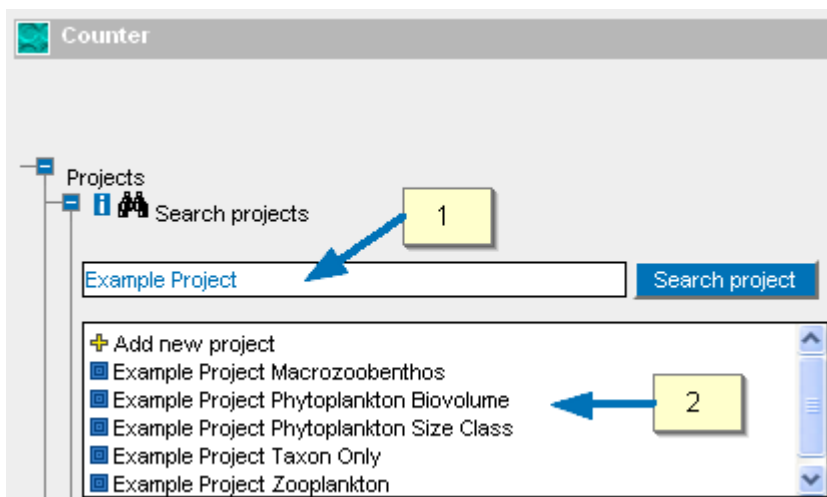 Counter
Projects
Search projects
1
Example Project
Search project
Add new project
Example Project Macrozoobenthos
Example Project Phytoplankton Biovolume
2
Example Project Phytoplankton Size Class
Example Project Taxon Only
Example Project Zooplankton